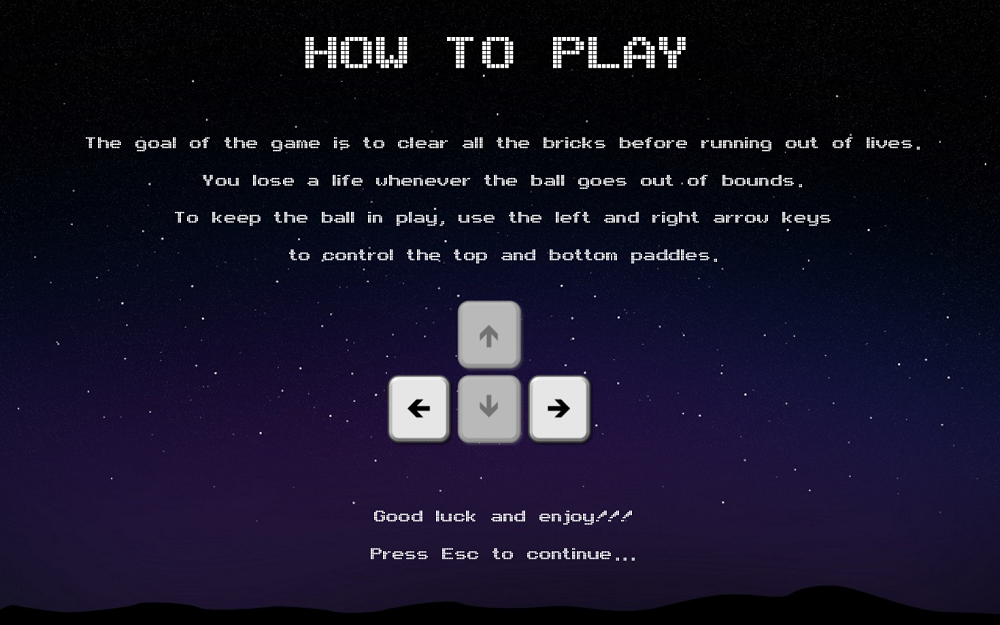 HOW TO PLAY
The goal of the game is to clear all the bricks before running out of lives.
You lose a life whenever the ball goes out of bounds.
To keep the ball in play, use the left and right arrow keys
to control the top and bottom paddles.
↑
← ↓ →
Good luck and enjoy!!!
Press Esc to continue...